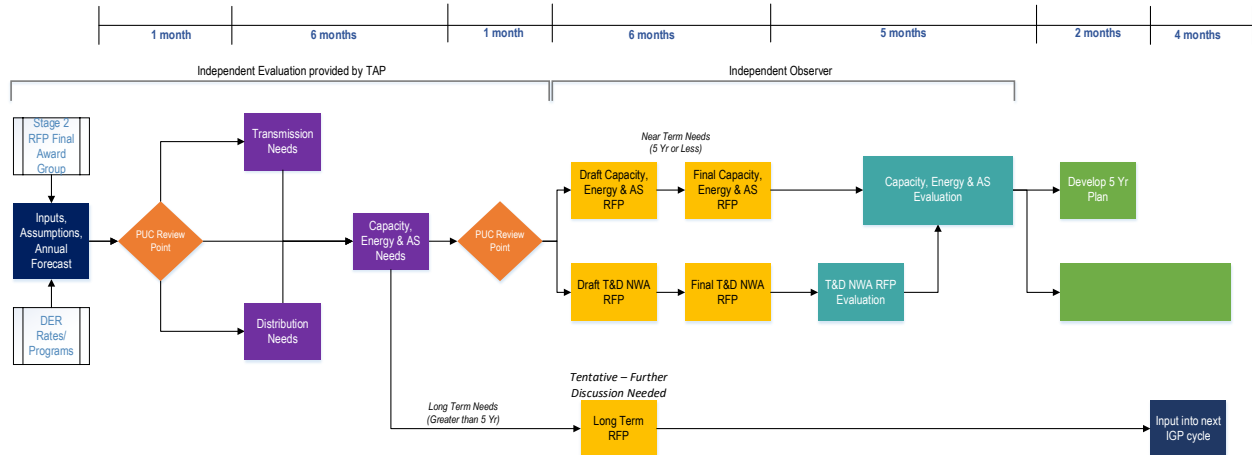 1 month
6 months
1 month
6 months
5 months
2 months
4 months
Independent Evaluation provided by TAP
Independent Observer
Stage 2
RFP Final
Award
Group
Inputs,
Assumptions,
Annual
Forecast
DER
Rates/
Programs
PUC Review
Point
Transmission
Needs
Distribution
Needs
Capacity,
Energy & AS
Needs
PUC Review
Point
Near Term Needs
(5 Yr or Less)
Draft Capacity,
Energy & AS
RFP
Final Capacity,
Energy & AS
RFP
Capacity, Energy & AS
Evaluation
Develop 5 Yr
Plan
Draft T&D NWA
RFP
Final T&D NWA
RFP
T&D NWA RFP
Evaluation
Long Term Needs
(Greater than 5 Yr)
Tentative – Further
Discussion Needed
Long Term
RFP
Input into next
IGP cycle